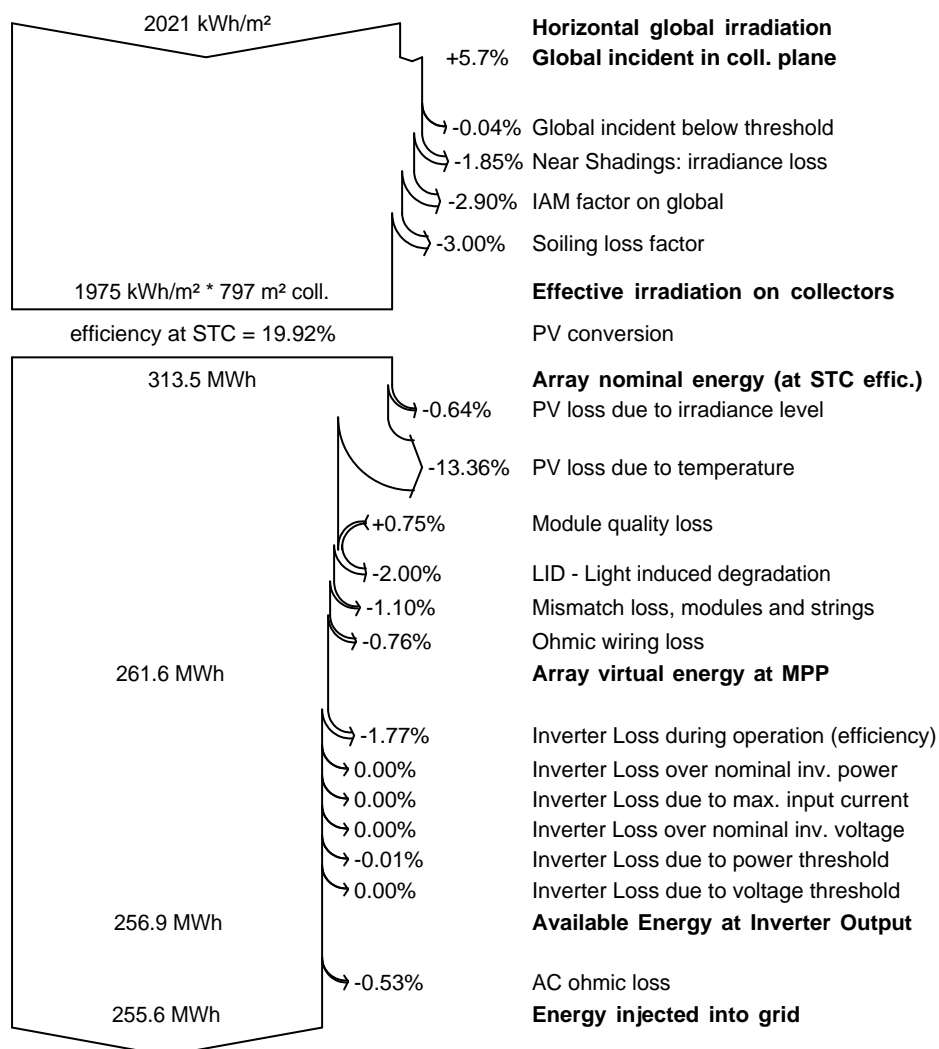 2021 kWh/m² Horizontal global irradiation
+5.7% Global incident in coll. plane
-0.04% Global incident below threshold
-1.85% Near Shadings: irradiance loss
-2.90% IAM factor on global
-3.00% Soiling loss factor
1975 kWh/m² * 797 m² coll. Effective irradiation on collectors
efficiency at STC = 19.92% PV conversion
313.5 MWh Array nominal energy (at STC effic.)
-0.64% PV loss due to irradiance level
-13.36% PV loss due to temperature
+0.75% Module quality loss
-2.00% LID - Light induced degradation
-1.10% Mismatch loss, modules and strings
-0.76% Ohmic wiring loss
261.6 MWh Array virtual energy at MPP
-1.77% Inverter Loss during operation (efficiency)
0.00% Inverter Loss over nominal inv. power
0.00% Inverter Loss due to max. input current
0.00% Inverter Loss over nominal inv. voltage
-0.01% Inverter Loss due to power threshold
0.00% Inverter Loss due to voltage threshold
256.9 MWh Available Energy at Inverter Output
-0.53% AC ohmic loss
255.6 MWh Energy injected into grid